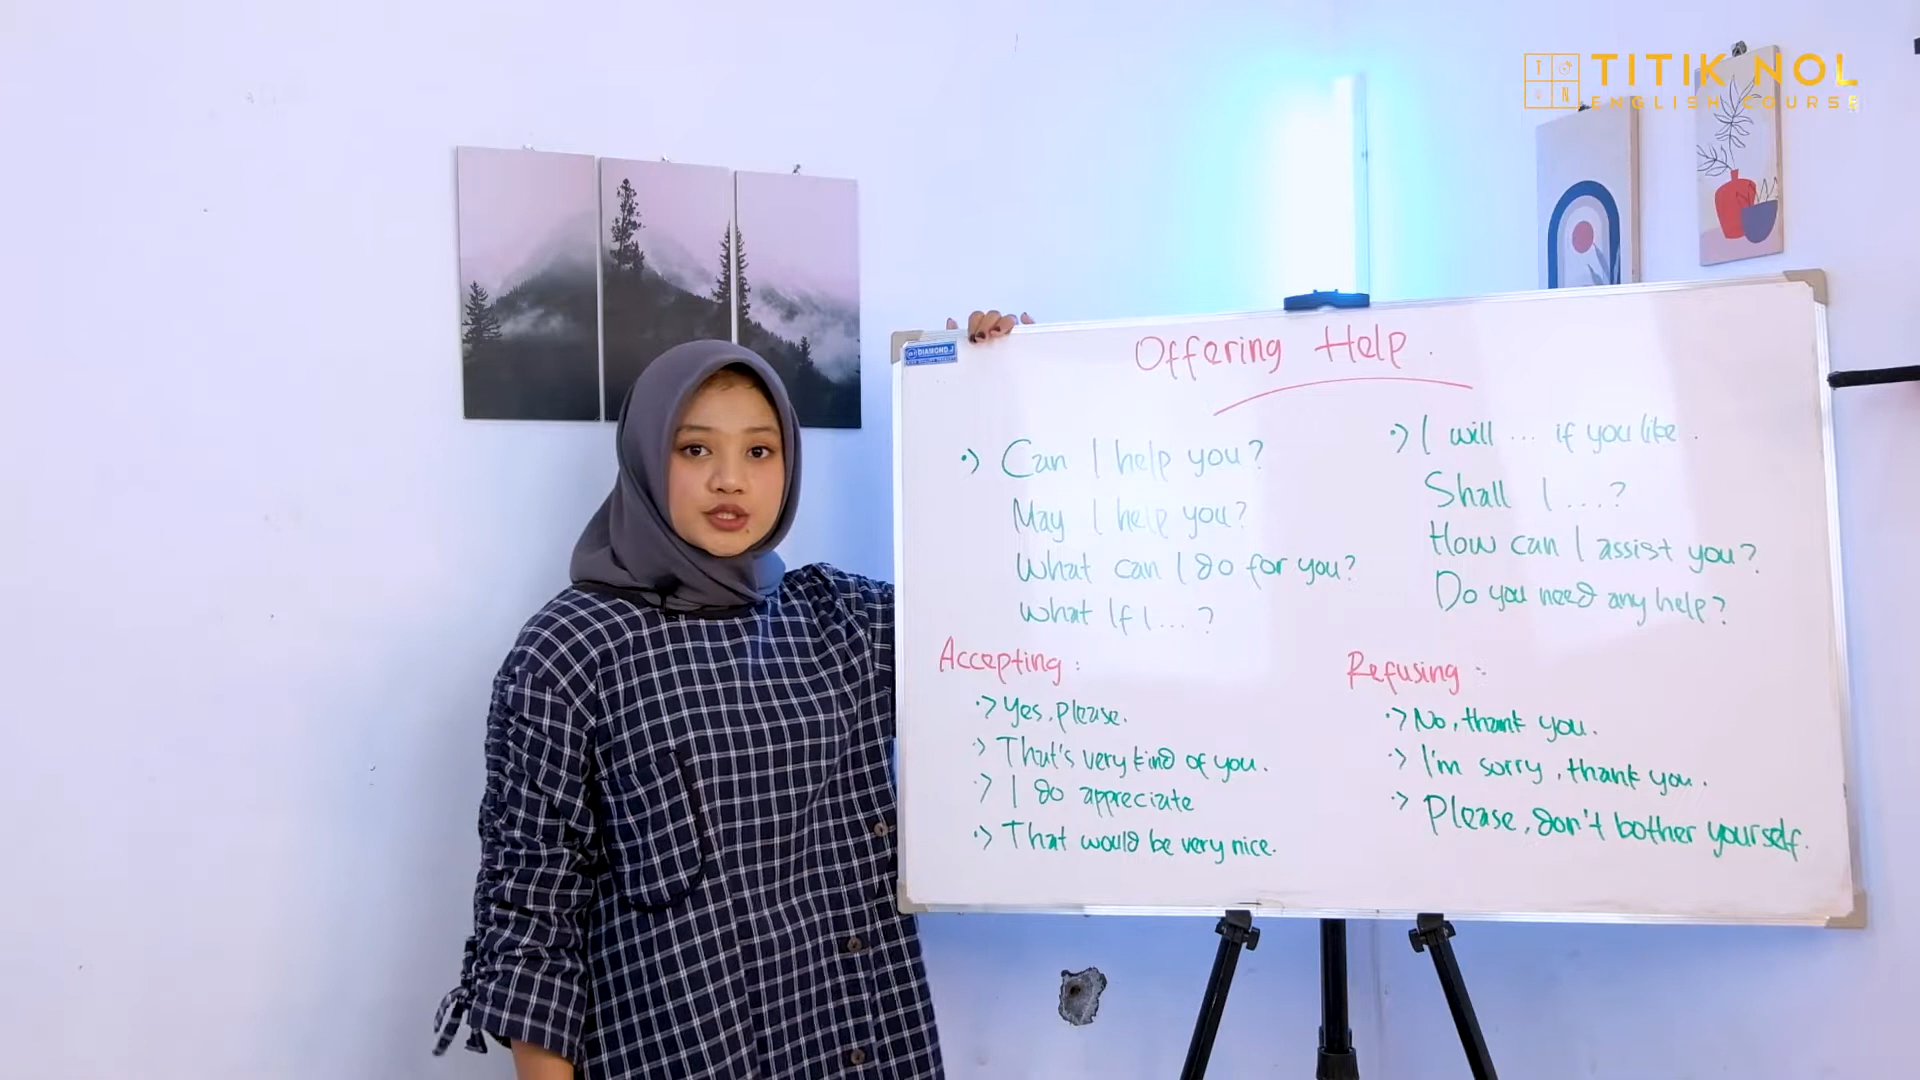 TITIK NOL
ENGLISH COURSE
DIAMOND
Offering Help.
•) Can I help you?
May I help you?
What can I do for you?
What If I...?
•) I will ... if you like.
Shall I ...?
How can I assist you?
Do you need any help?
Accepting :
•> Yes, please.
•> That's very kind of you.
•> I do appreciate
•> That would be very nice.
Refusing :
•> No, thank you.
•> I'm sorry, thank you.
•> Please, don't bother yourself.